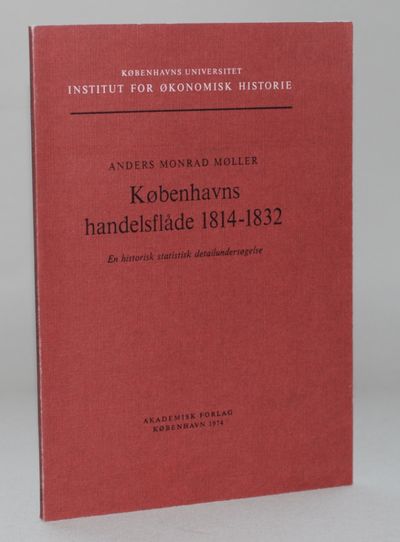 KØBENHAVNS UNIVERSITET
INSTITUT FOR ØKONOMISK HISTORIE
ANDERS MONRAD MØLLER
Københavns
handelsflåde 1814-1832
En historisk statistisk detailundersøgelse
AKADEMISK FORLAG
KØBENHAVN 1974